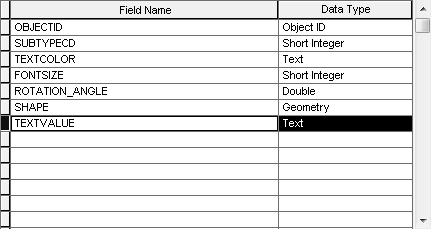 Field Name Data Type
OBJECTID Object ID
SUBTYPECD Short Integer
TEXTCOLOR Text
FONTSIZE Short Integer
ROTATION_ANGLE Double
SHAPE Geometry
TEXTVALUE Text